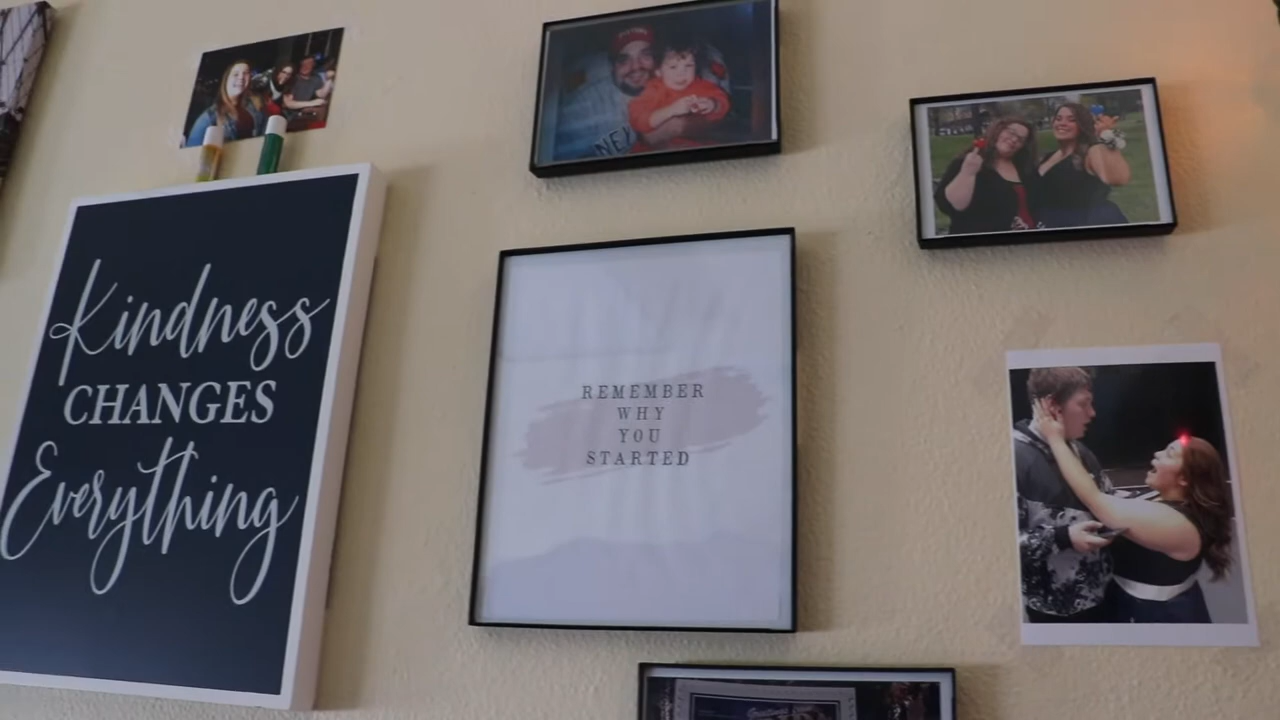 Kindness
CHANGES
Everything
REMEMBER
WHY
YOU
STARTED